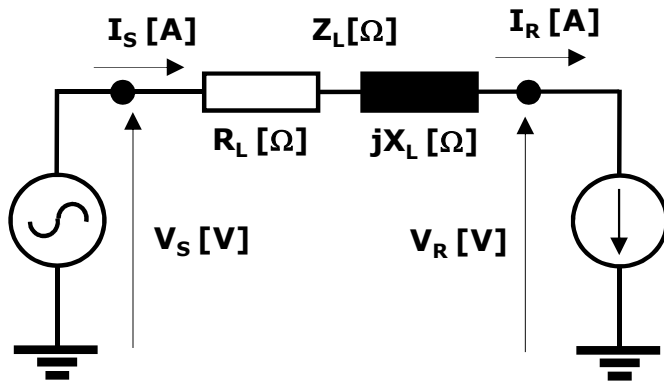 I_S [A]
Z_L[Ω]
I_R [A]
R_L [Ω]
jX_L [Ω]
V_S [V]
V_R [V]